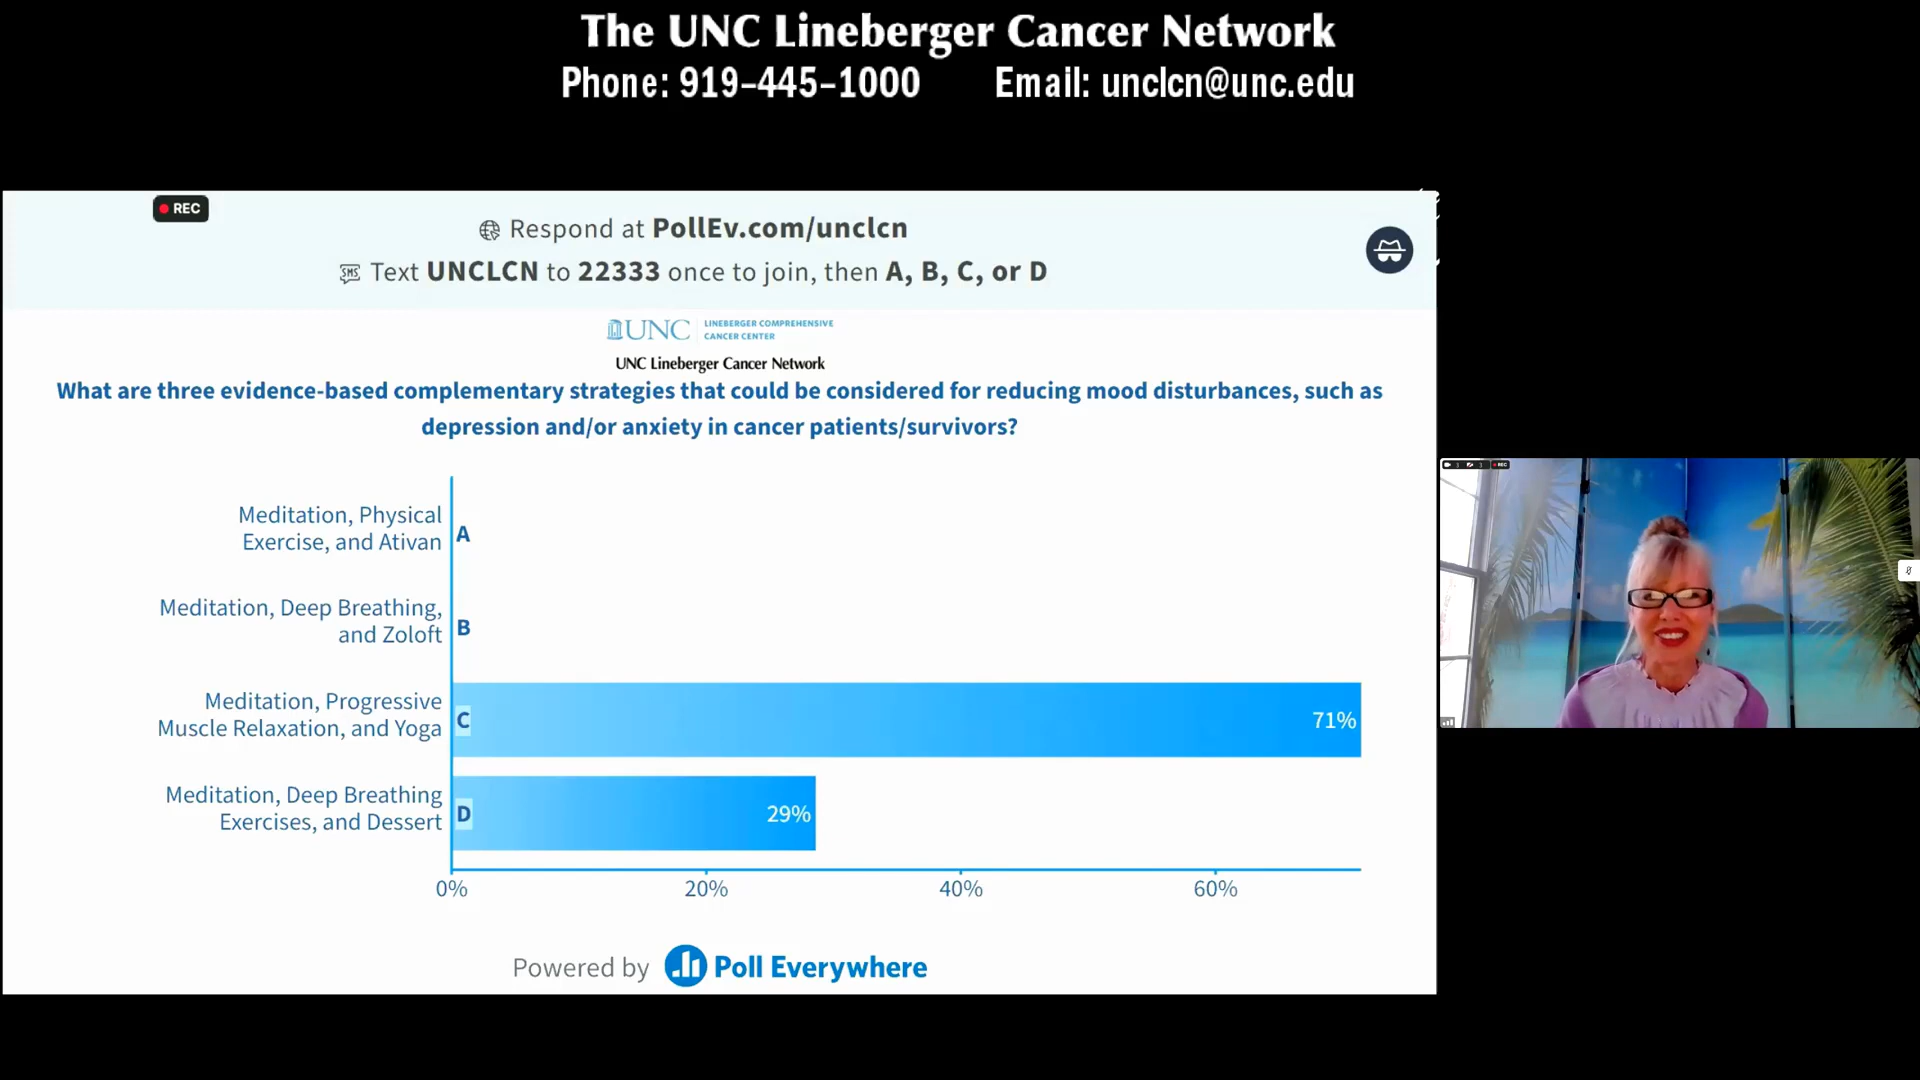 The UNC Lineberger Cancer Network
Phone: 919-445-1000 Email: unclcn@unc.edu
REC
Respond at PollEv.com/unclcn
SMS Text UNCLCN to 22333 once to join, then A, B, C, or D
UNC LINEBERGER COMPREHENSIVE
CANCER CENTER
UNC Lineberger Cancer Network
What are three evidence-based complementary strategies that could be considered for reducing mood disturbances, such as
depression and/or anxiety in cancer patients/survivors?
Meditation, Physical
Exercise, and Ativan
A
Meditation, Deep Breathing,
and Zoloft
B
Meditation, Progressive
Muscle Relaxation, and Yoga
C
71%
Meditation, Deep Breathing
Exercises, and Dessert
D
29%
0% 20% 40% 60%
Powered by Poll Everywhere
REC